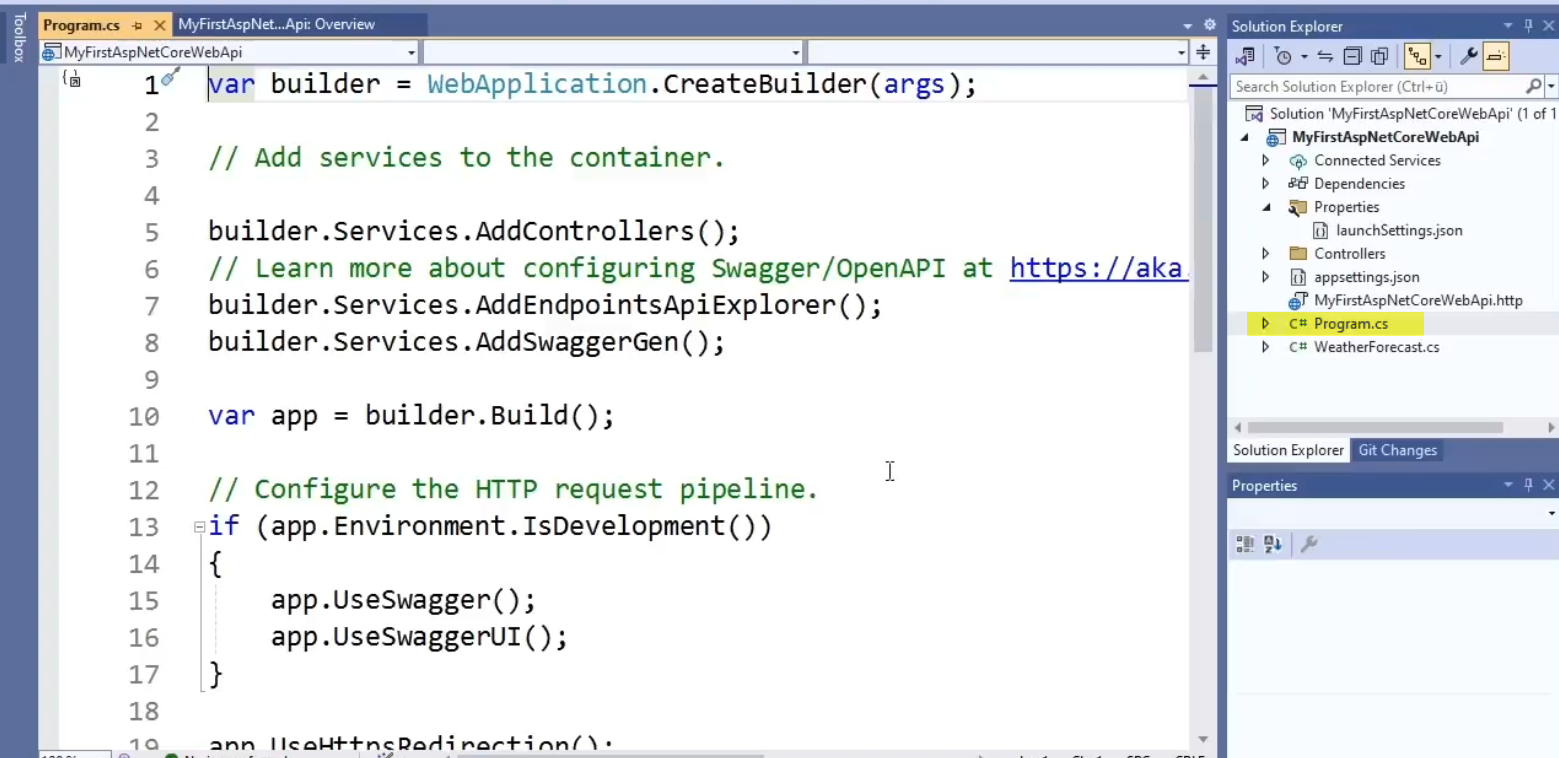 Toolbox
Program.cs
MyFirstAspNet...Api: Overview
MyFirstAspNetCoreWebApi
1 var builder = WebApplication.CreateBuilder(args);
2
3 // Add services to the container.
4
5 builder.Services.AddControllers();
6 // Learn more about configuring Swagger/OpenAPI at https://aka.
7 builder.Services.AddEndpointsApiExplorer();
8 builder.Services.AddSwaggerGen();
9
10 var app = builder.Build();
11
12 // Configure the HTTP request pipeline.
13 if (app.Environment.IsDevelopment())
14 {
15 app.UseSwagger();
16 app.UseSwaggerUI();
17 }
18
19 app.UseHttpsRedirection();
Solution Explorer
Search Solution Explorer (Ctrl+ü)
Solution 'MyFirstAspNetCoreWebApi' (1 of 1
MyFirstAspNetCoreWebApi
Connected Services
Dependencies
Properties
launchSettings.json
Controllers
appsettings.json
MyFirstAspNetCoreWebApi.http
C# Program.cs
C# WeatherForecast.cs
Solution Explorer
Git Changes
Properties